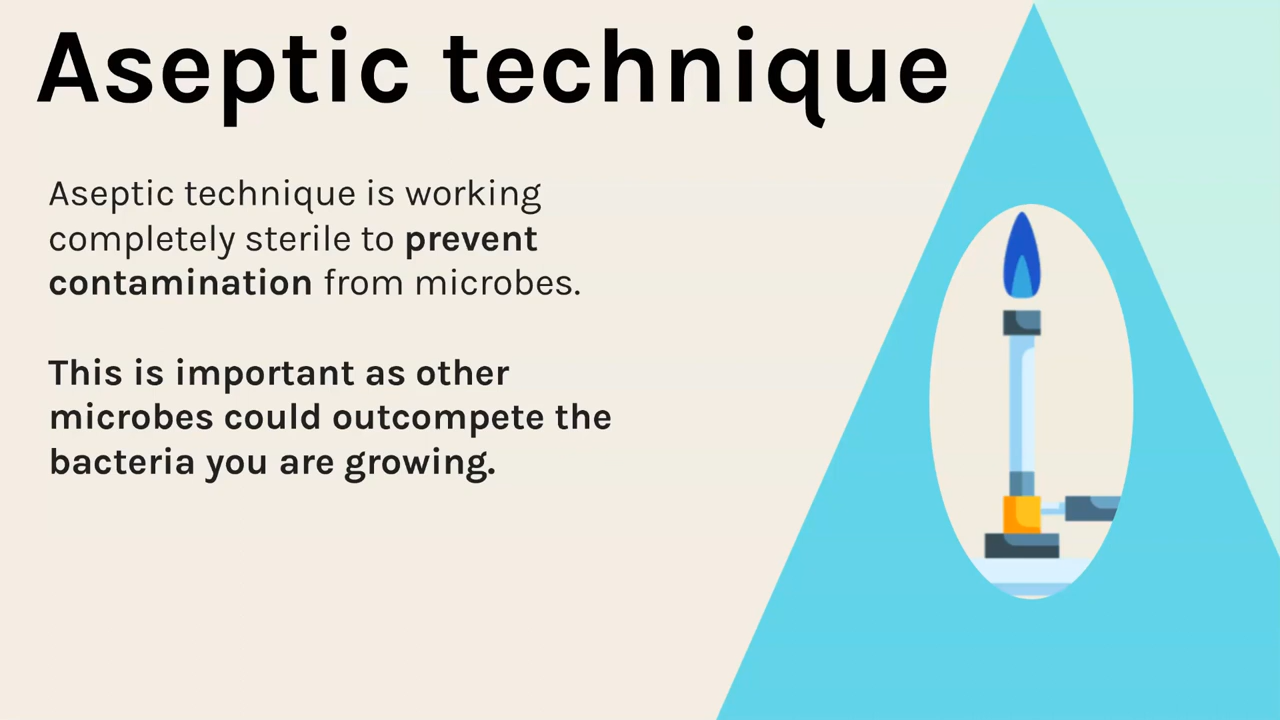 Aseptic technique
Aseptic technique is working
completely sterile to prevent
contamination from microbes.
This is important as other
microbes could outcompete the
bacteria you are growing.